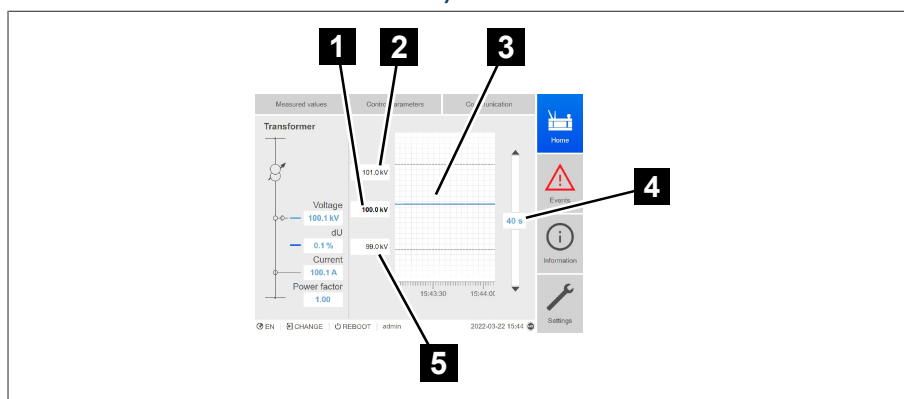 1
2
3
Measured values
Control parameters
Communication
Transformer
Home
101.0 kV
Events
4
Voltage
100.1 kV
100.0 kV
40 s
dU
0.1 %
99.0 kV
Information
Current
100.1 A
Power factor
1.00
15:43:30
15:44:00
Settings
EN
CHANGE
REBOOT
admin
2022-03-22 15:44
5